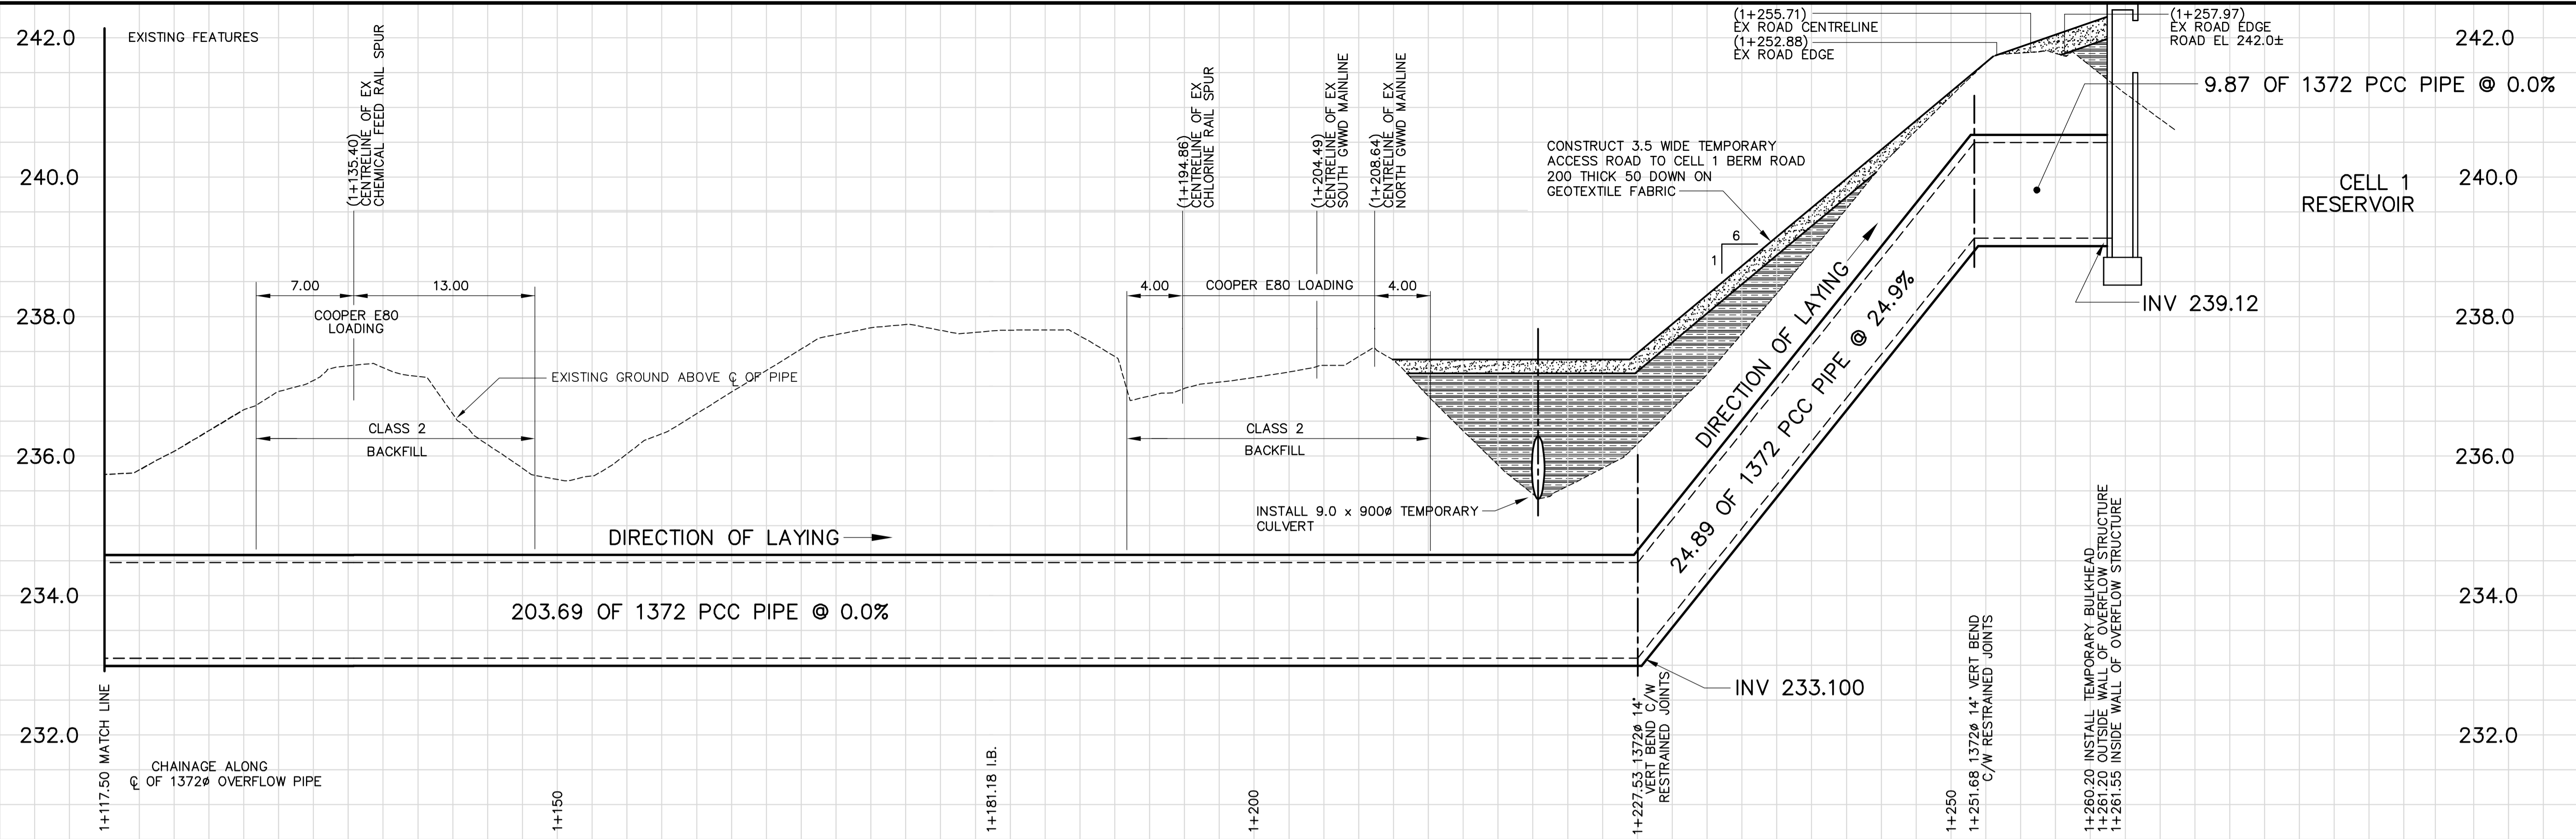 242.0
240.0
238.0
236.0
234.0
232.0
EXISTING FEATURES
(1+135.40)
CENTRELINE OF EX
CHEMICAL FEED RAIL SPUR
7.00
13.00
COOPER E80
LOADING
EXISTING GROUND ABOVE ℄ OF PIPE
CLASS 2
BACKFILL
DIRECTION OF LAYING
203.69 OF 1372 PCC PIPE @ 0.0%
(1+194.86)
CENTRELINE OF EX
CHLORINE RAIL SPUR
(1+204.49)
CENTRELINE OF EX
SOUTH GWWD MAINLINE
(1+208.64)
CENTRELINE OF EX
NORTH GWWD MAINLINE
4.00
COOPER E80 LOADING
4.00
CLASS 2
BACKFILL
INSTALL 9.0 x 900ø TEMPORARY
CULVERT
CONSTRUCT 3.5 WIDE TEMPORARY
ACCESS ROAD TO CELL 1 BERM ROAD
200 THICK 50 DOWN ON
GEOTEXTILE FABRIC
6
1
(1+255.71)
EX ROAD CENTRELINE
(1+252.88)
EX ROAD EDGE
(1+257.97)
EX ROAD EDGE
ROAD EL 242.0±
9.87 OF 1372 PCC PIPE @ 0.0%
CELL 1
RESERVOIR
DIRECTION OF LAYING
24.89 OF 1372 PCC PIPE @ 24.9%
INV 239.12
INV 233.100
242.0
240.0
238.0
236.0
234.0
232.0
CHAINAGE ALONG
℄ OF 1372ø OVERFLOW PIPE
1+117.50 MATCH LINE
1+150
1+181.18 I.B.
1+200
1+227.53 1372ø 14°
VERT BEND C/W
RESTRAINED JOINTS
1+250
1+251.68 1372ø 14° VERT BEND
C/W RESTRAINED JOINTS
1+260.20 INSTALL TEMPORARY BULKHEAD
1+261.20 OUTSIDE WALL OF OVERFLOW STRUCTURE
1+261.55 INSIDE WALL OF OVERFLOW STRUCTURE